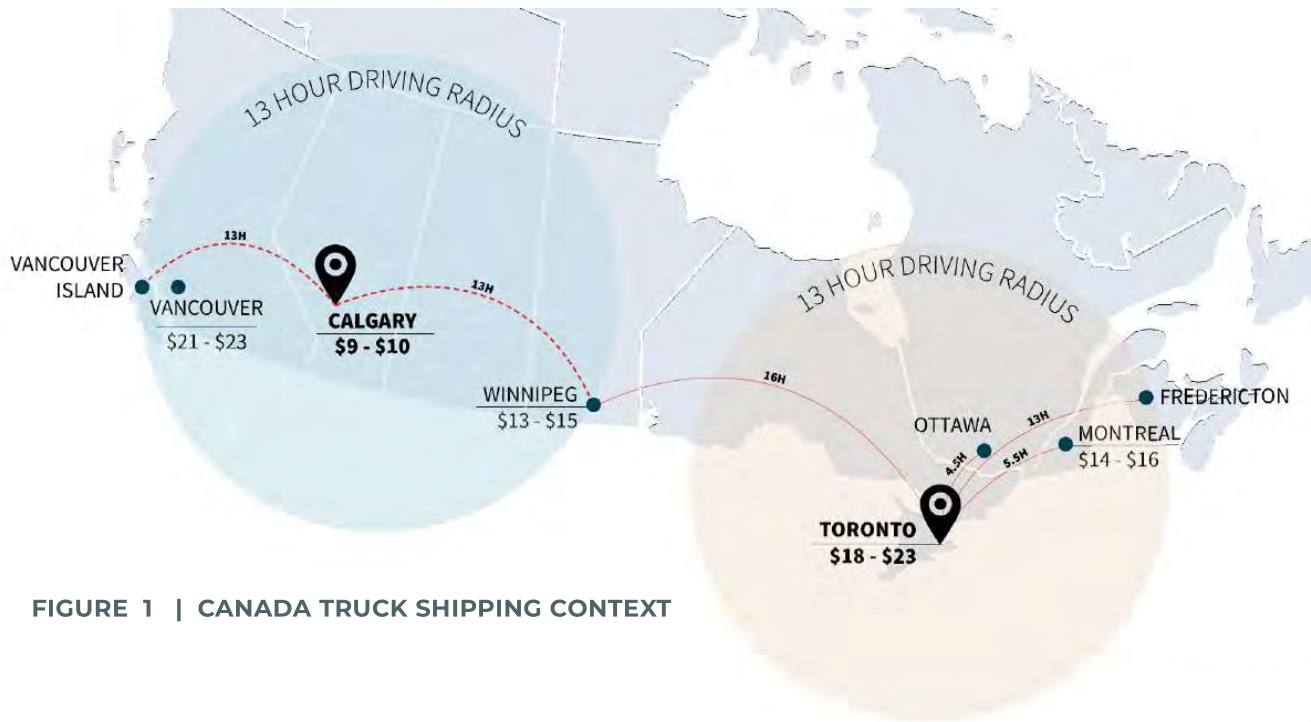 13 HOUR DRIVING RADIUS
13 HOUR DRIVING RADIUS
13H
VANCOUVER
ISLAND
VANCOUVER
$21 - $23
CALGARY
$9 - $10
13H
WINNIPEG
$13 - $15
16H
OTTAWA
4.5H
13H
5.5H
FREDERICTON
MONTREAL
$14 - $16
TORONTO
$18 - $23
FIGURE 1 | CANADA TRUCK SHIPPING CONTEXT